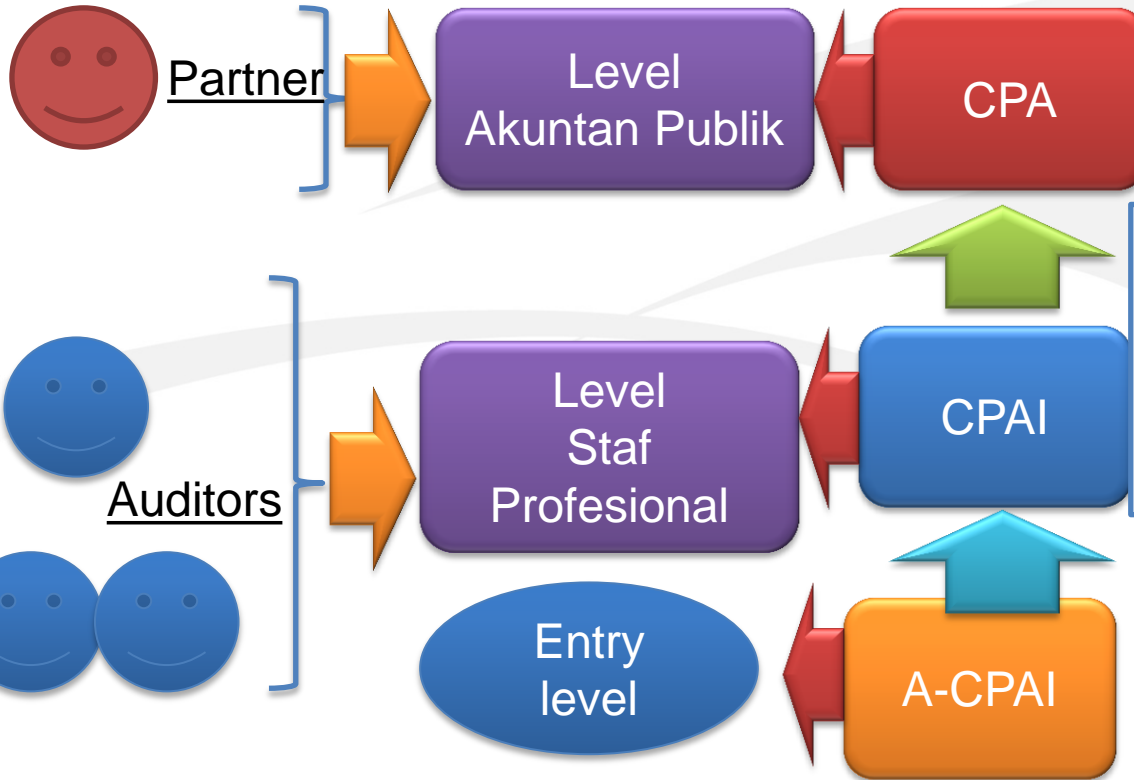 Partner
Level
Akuntan Publik
CPA
Auditors
Level
Staf
Profesional
CPAI
Entry
level
A-CPAI